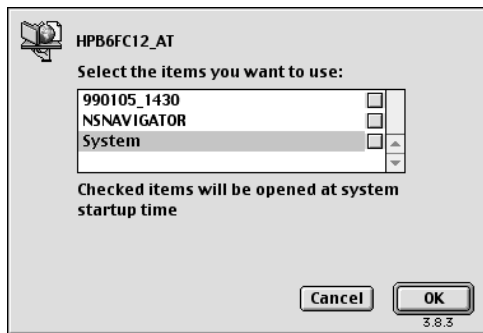 HPB6FC12_AT
Select the items you want to use:
990105_1430
NSNAVIGATOR
System
Checked items will be opened at system
startup time
Cancel
OK
3.8.3